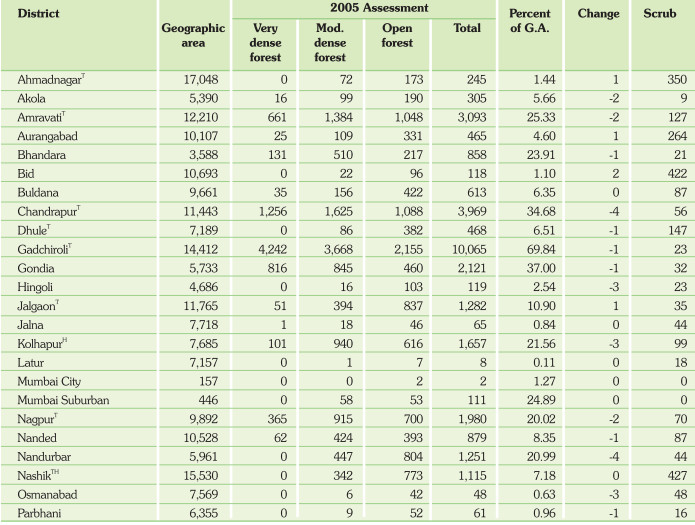 District Geographic area 2005 Assessment Very dense forest Mod. dense forest Open forest Total Percent of G.A. Change Scrub
Ahmadnagar^T 17,048 0 72 173 245 1.44 1 350
Akola 5,390 16 99 190 305 5.66 -2 9
Amravati^T 12,210 661 1,384 1,048 3,093 25.33 -2 127
Aurangabad 10,107 25 109 331 465 4.60 1 264
Bhandara 3,588 131 510 217 858 23.91 -1 21
Bid 10,693 0 22 96 118 1.10 2 422
Buldana 9,661 35 156 422 613 6.35 0 87
Chandrapur^T 11,443 1,256 1,625 1,088 3,969 34.68 -4 56
Dhule^T 7,189 0 86 382 468 6.51 -1 147
Gadchiroli^T 14,412 4,242 3,668 2,155 10,065 69.84 -1 23
Gondia 5,733 816 845 460 2,121 37.00 -1 32
Hingoli 4,686 0 16 103 119 2.54 -3 23
Jalgaon^T 11,765 51 394 837 1,282 10.90 1 35
Jalna 7,718 1 18 46 65 0.84 0 44
Kolhapur^H 7,685 101 940 616 1,657 21.56 -3 99
Latur 7,157 0 1 7 8 0.11 0 18
Mumbai City 157 0 0 2 2 1.27 0 0
Mumbai Suburban 446 0 58 53 111 24.89 0 0
Nagpur^T 9,892 365 915 700 1,980 20.02 -2 70
Nanded 10,528 62 424 393 879 8.35 -1 87
Nandurbar 5,961 0 447 804 1,251 20.99 -4 44
Nashik^TH 15,530 0 342 773 1,115 7.18 0 427
Osmanabad 7,569 0 6 42 48 0.63 -3 48
Parbhani 6,355 0 9 52 61 0.96 -1 16